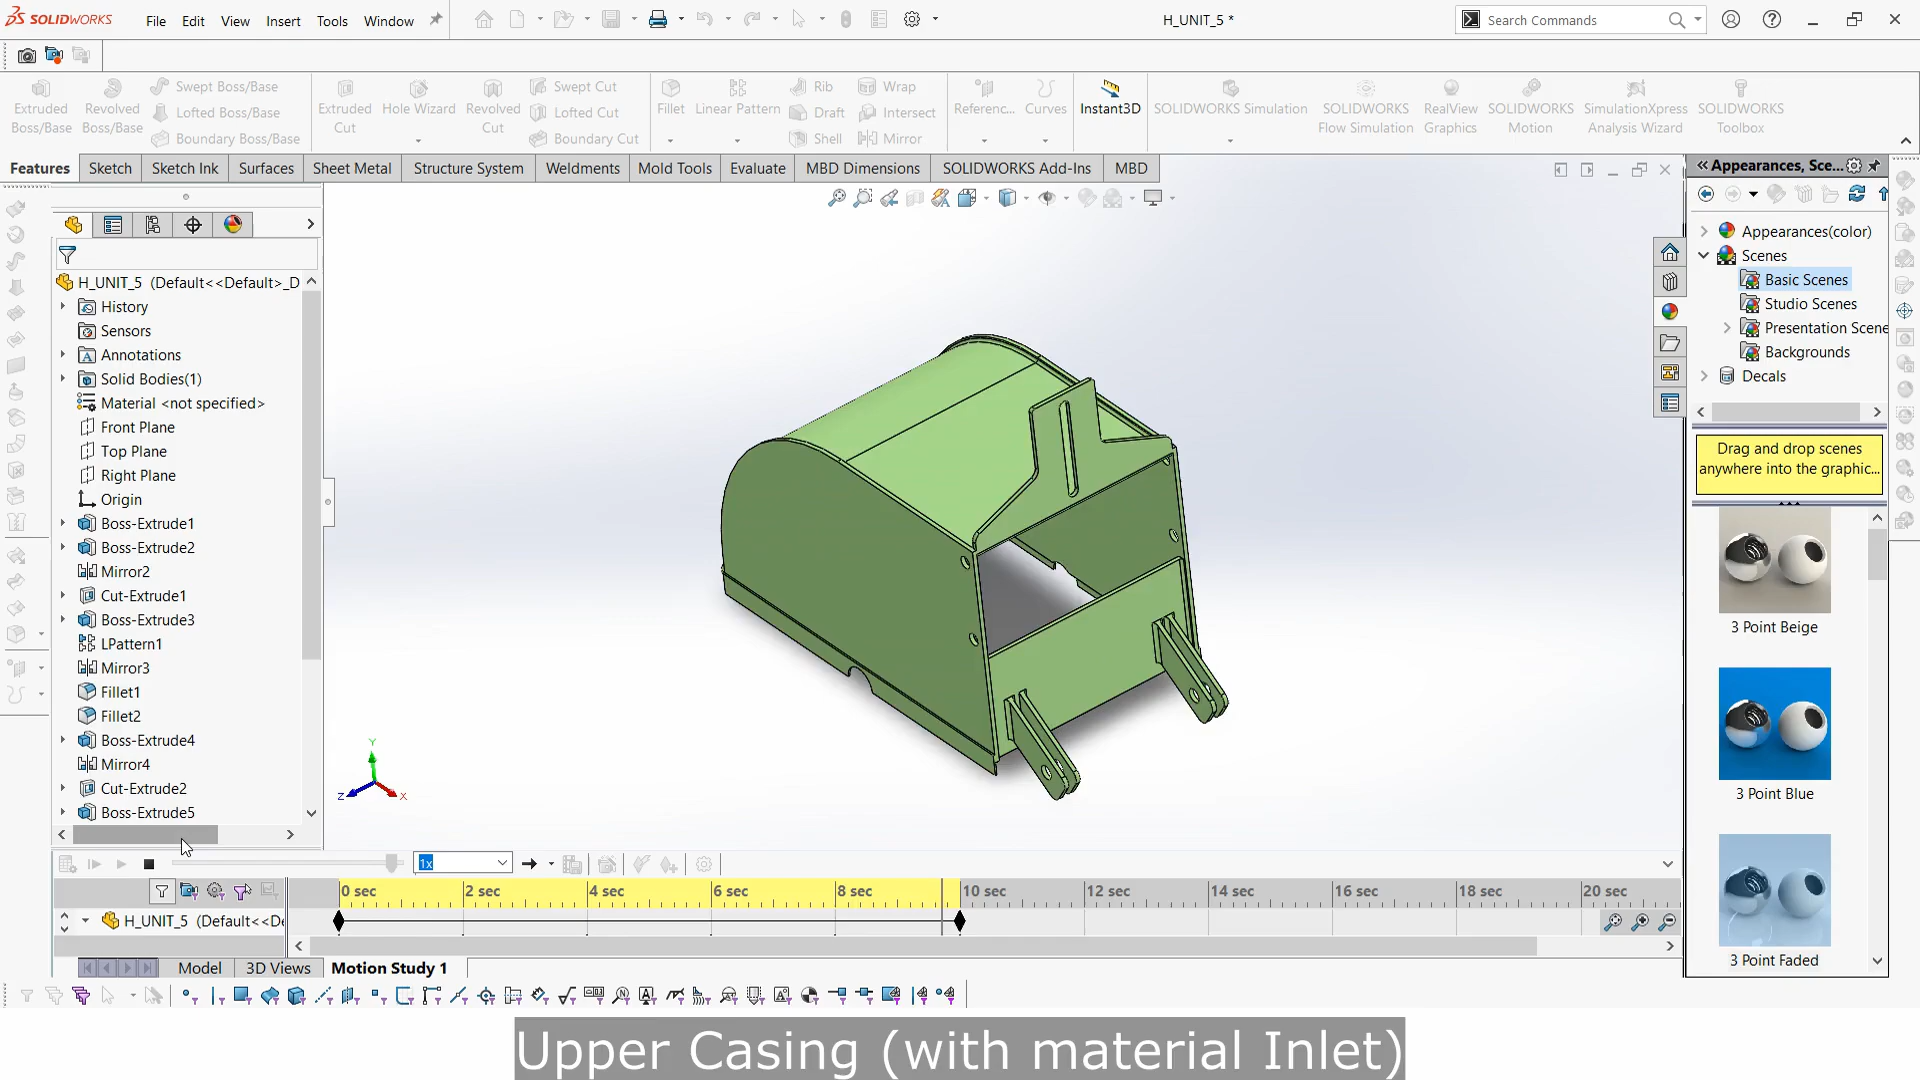 SOLIDWORKS File Edit View Insert Tools Window H_UNIT_5 * Search Commands
Extruded Boss/Base
Revolved Boss/Base
Swept Boss/Base
Lofted Boss/Base
Boundary Boss/Base
Extruded Cut
Hole Wizard
Revolved Cut
Swept Cut
Lofted Cut
Boundary Cut
Fillet
Linear Pattern
Rib
Draft
Shell
Wrap
Intersect
Mirror
Referenc...
Curves
Instant3D
SOLIDWORKS Simulation
SOLIDWORKS Flow Simulation
RealView Graphics
SOLIDWORKS Motion
SimulationXpress Analysis Wizard
SOLIDWORKS Toolbox
Features Sketch Sketch Ink Surfaces Sheet Metal Structure System Weldments Mold Tools Evaluate MBD Dimensions SOLIDWORKS Add-Ins MBD
H_UNIT_5 (Default<<Default>_D
History
Sensors
Annotations
Solid Bodies(1)
Material <not specified>
Front Plane
Top Plane
Right Plane
Origin
Boss-Extrude1
Boss-Extrude2
Mirror2
Cut-Extrude1
Boss-Extrude3
LPattern1
Mirror3
Fillet1
Fillet2
Boss-Extrude4
Mirror4
Cut-Extrude2
Boss-Extrude5
Y
Z
X
Appearances, Sce...
Appearances(color)
Scenes
Basic Scenes
Studio Scenes
Presentation Scene
Backgrounds
Decals
Drag and drop scenes
anywhere into the graphic...
3 Point Beige
3 Point Blue
3 Point Faded
1x
0 sec 2 sec 4 sec 6 sec 8 sec 10 sec 12 sec 14 sec 16 sec 18 sec 20 sec
H_UNIT_5 (Default<<De
Model 3D Views Motion Study 1
Upper Casing (with material Inlet)